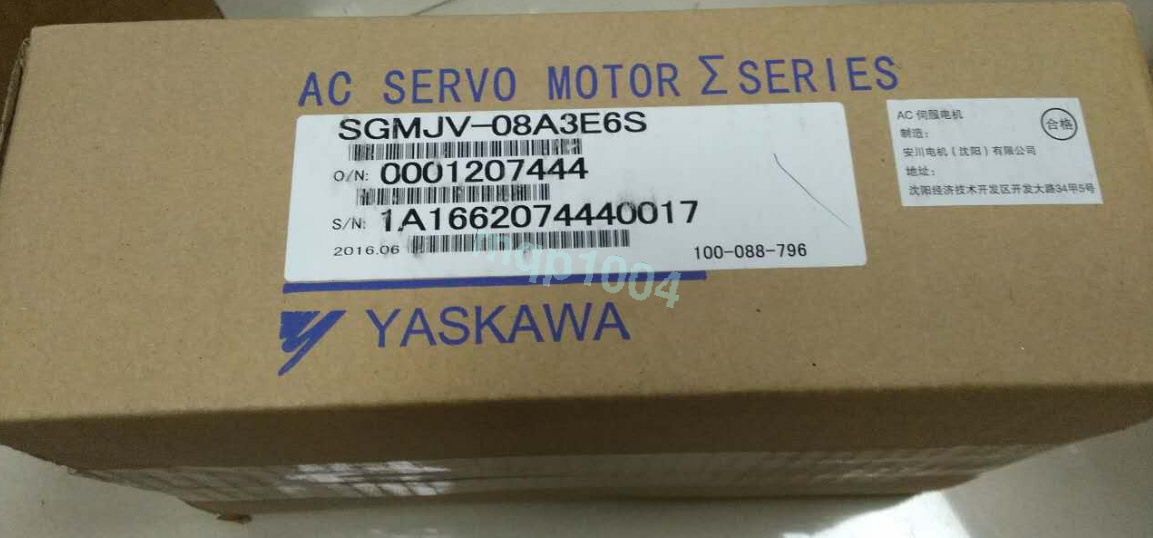 AC SERVO MOTOR Σ SERIES
SGMJV-08A3E6S
O/N: 0001207444
S/N: 1A1662074440017
2016.06
100-088-796
YASKAWA
AC 伺服电机
合格
制造:
安川电机(沈阳)有限公司
地址:
沈阳经济技术开发区开发大路34甲5号
mqp1004